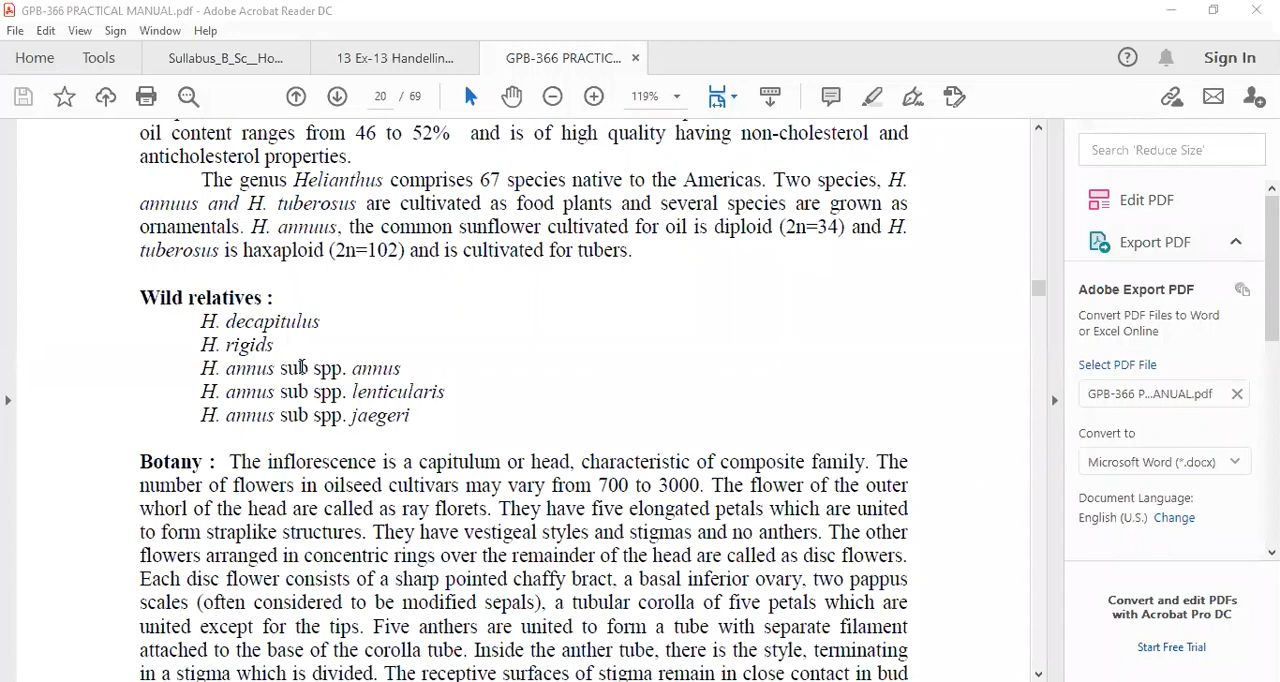 GPB-366 PRACTICAL MANUAL.pdf - Adobe Acrobat Reader DC
File Edit View Sign Window Help
Home Tools Sullabus_B_Sc__Ho... 13 Ex-13 Handelling... GPB-366 PRACTIC... Sign In
20 / 69 119%
oil content ranges from 46 to 52% and is of high quality having non-cholesterol and
anticholesterol properties.
The genus Helianthus comprises 67 species native to the Americas. Two species, H.
annuus and H. tuberosus are cultivated as food plants and several species are grown as
ornamentals. H. annuus, the common sunflower cultivated for oil is diploid (2n=34) and H.
tuberosus is haxaploid (2n=102) and is cultivated for tubers.
Wild relatives :
H. decapitulus
H. rigids
H. annus sub spp. annus
H. annus sub spp. lenticularis
H. annus sub spp. jaegeri
Botany : The inflorescence is a capitulum or head, characteristic of composite family. The
number of flowers in oilseed cultivars may vary from 700 to 3000. The flower of the outer
whorl of the head are called as ray florets. They have five elongated petals which are united
to form straplike structures. They have vestigeal styles and stigmas and no anthers. The other
flowers arranged in concentric rings over the remainder of the head are called as disc flowers.
Each disc flower consists of a sharp pointed chaffy bract, a basal inferior ovary, two pappus
scales (often considered to be modified sepals), a tubular corolla of five petals which are
united except for the tips. Five anthers are united to form a tube with separate filament
attached to the base of the corolla tube. Inside the anther tube, there is the style, terminating
in a stigma which is divided. The receptive surfaces of stigma remain in close contact in bud
Search 'Reduce Size'
Edit PDF
Export PDF
Adobe Export PDF
Convert PDF Files to Word
or Excel Online
Select PDF File
GPB-366 P...ANUAL.pdf
Convert to
Microsoft Word (*.docx)
Document Language:
English (U.S.) Change
Convert and edit PDFs
with Acrobat Pro DC
Start Free Trial